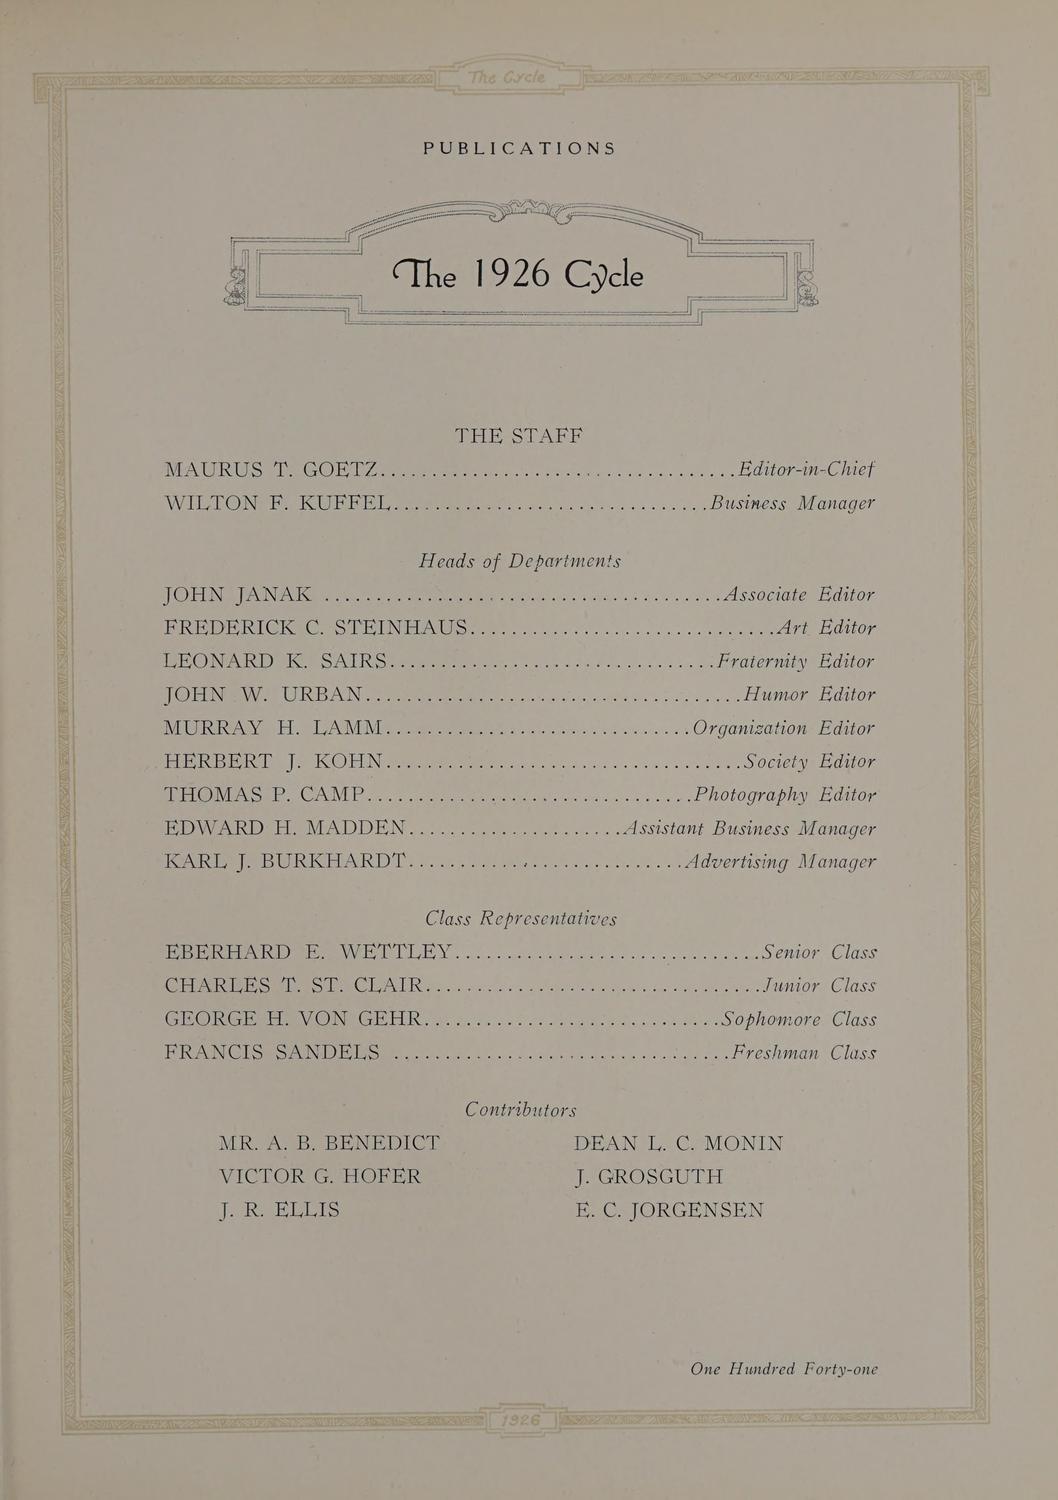 The Cycle
PUBLICATIONS
The 1926 Cycle
THE STAFF
MAURUS T. GOETZ........................................Editor-in-Chief
WILTON F. KUFFEL....................................Business Manager
Heads of Departments
JOHN JANAK .............................................Associate Editor
FREDERICK C. STEINHAUS..................................Art Editor
LEONARD K. SAIRS.....................................Fraternity Editor
JOHN W. URBAN...........................................Humor Editor
MURRAY H. LAMM..................................Organization Editor
HERBERT J. KOHN........................................Society Editor
THOMAS P. CAMP.....................................Photography Editor
EDWARD H. MADDEN.......................Assistant Business Manager
KARL J. BURKHARDT..............................Advertising Manager
Class Representatives
EBERHARD E. WETTLEY..................................Senior Class
CHARLES T. ST. CLAIR.....................................Junior Class
GEORGE H. VON GEHR.................................Sophomore Class
FRANCIS SANDELS .....................................Freshman Class
Contributors
MR. A. B. BENEDICT DEAN L. C. MONIN
VICTOR G. HOFER J. GROSGUTH
J. R. ELLIS E. C. JORGENSEN
One Hundred Forty-one
1926